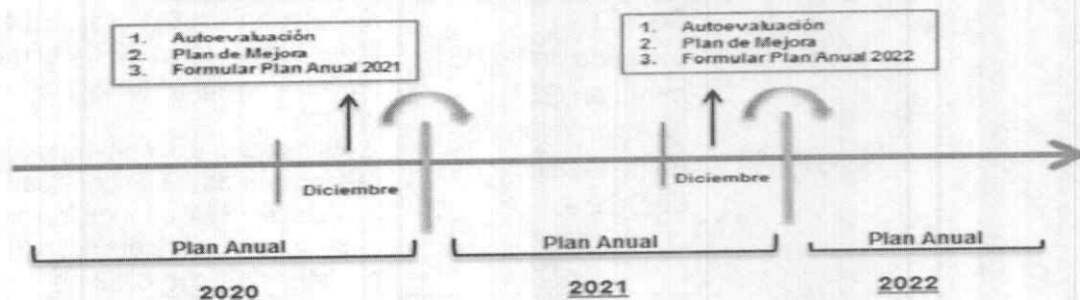 1. Autoevaluación
2. Plan de Mejora
3. Formular Plan Anual 2021
1. Autoevaluación
2. Plan de Mejora
3. Formular Plan Anual 2022
Diciembre
Diciembre
Plan Anual
Plan Anual
Plan Anual
2020
2021
2022